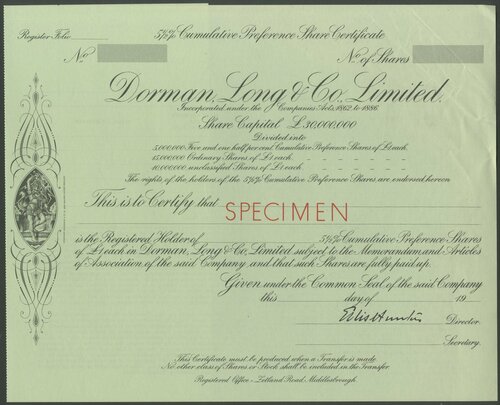 Register Folio 5½% Cumulative Preference Share Certificate
No No. of Shares
Dorman, Long & Co., Limited.
Incorporated under the Companies Acts, 1862 to 1886.
Share Capital £30,000,000
Divided into
5,000,000 Five and one half per cent Cumulative Preference Shares of £1 each.
15,000,000 Ordinary Shares of £1 each.
10,000,000 unclassified Shares of £1 each.
The rights of the holders of the 5½% Cumulative Preference Shares are endorsed hereon
This is to Certify that SPECIMEN
is the Registered Holder of 5½% Cumulative Preference Shares
of £1 each in Dorman, Long & Co., Limited subject to the Memorandum and Articles
of Association of the said Company and that such Shares are fully paid up.
Given under the Common Seal of the said Company
this day of 19
Ellis Hunter Director.
Secretary.
This Certificate must be produced when a Transfer is made.
No other class of Shares or Stock shall be included in the Transfer.
Registered Office - Zetland Road Middlesbrough.